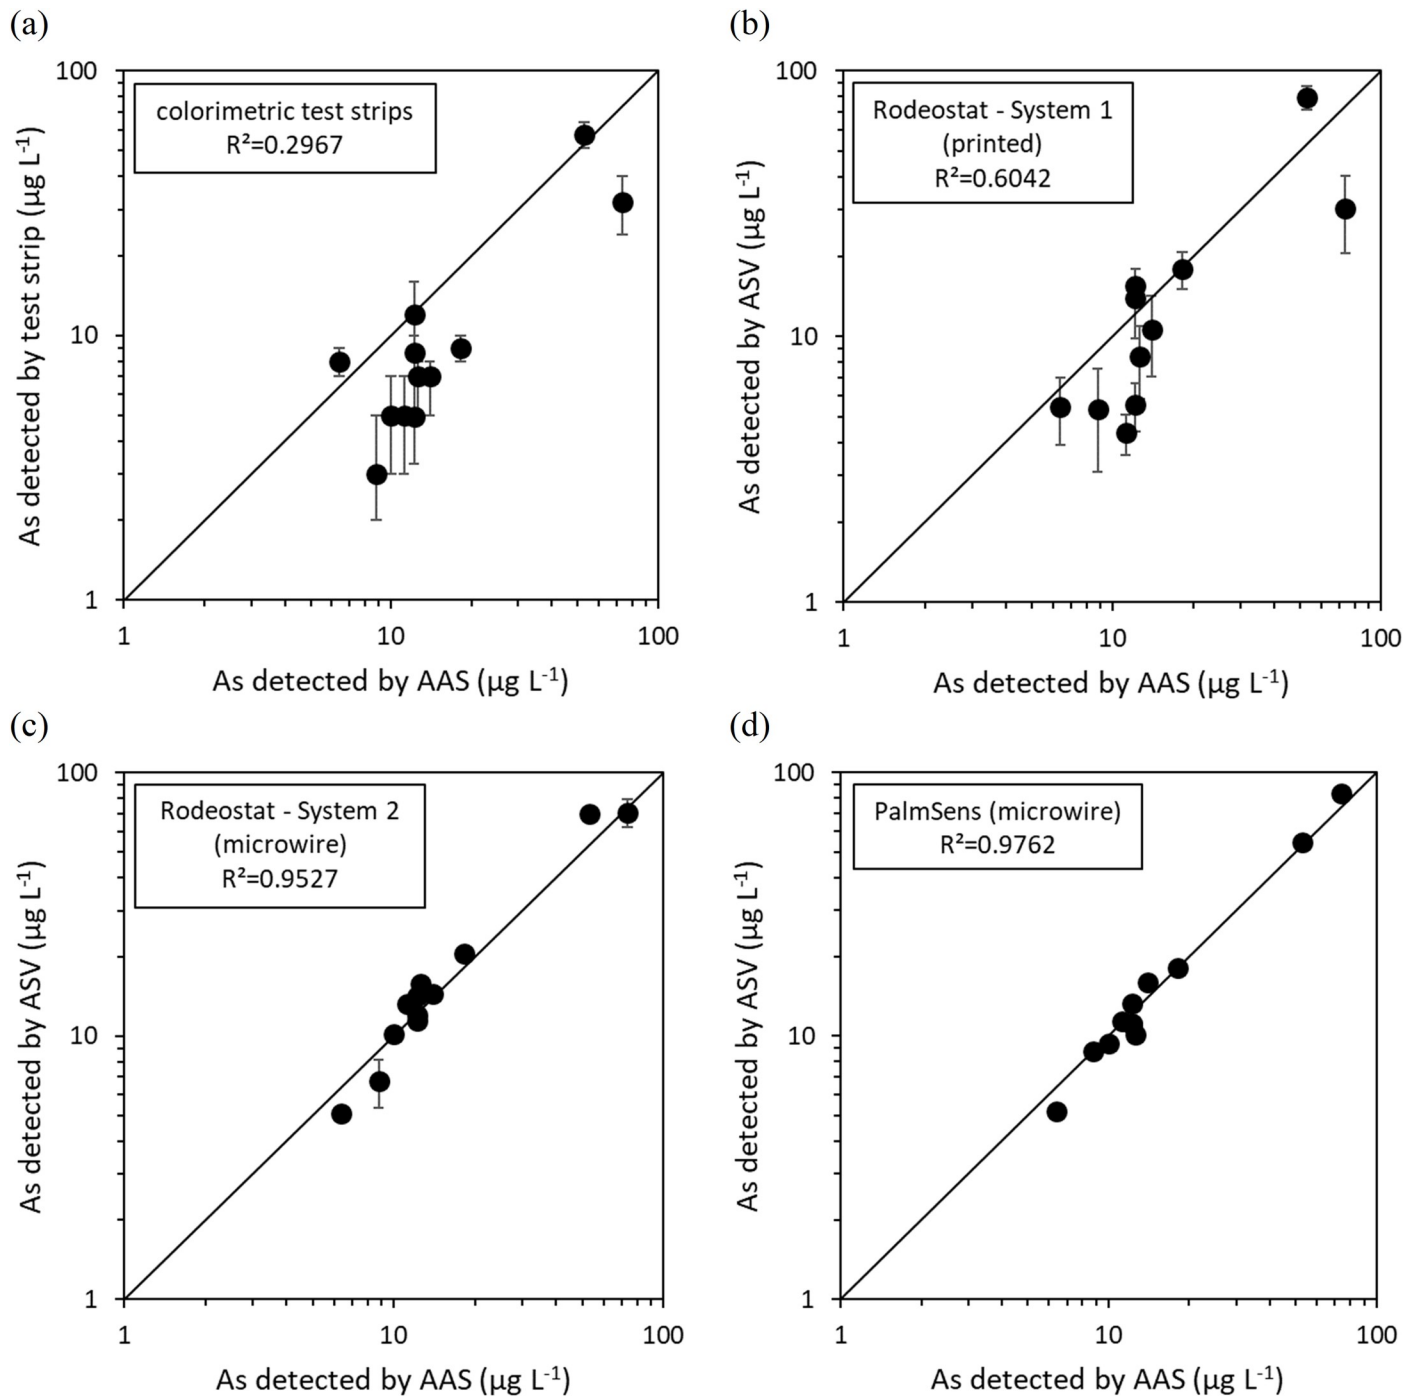 (a)
100
colorimetric test strips
R²=0.2967
10
1
1 10 100
As detected by test strip (µg L⁻¹)
As detected by AAS (µg L⁻¹)
(b)
100
Rodeostat - System 1
(printed)
R²=0.6042
10
1
1 10 100
As detected by ASV (µg L⁻¹)
As detected by AAS (µg L⁻¹)
(c)
100
Rodeostat - System 2
(microwire)
R²=0.9527
10
1
1 10 100
As detected by ASV (µg L⁻¹)
As detected by AAS (µg L⁻¹)
(d)
100
PalmSens (microwire)
R²=0.9762
10
1
1 10 100
As detected by ASV (µg L⁻¹)
As detected by AAS (µg L⁻¹)